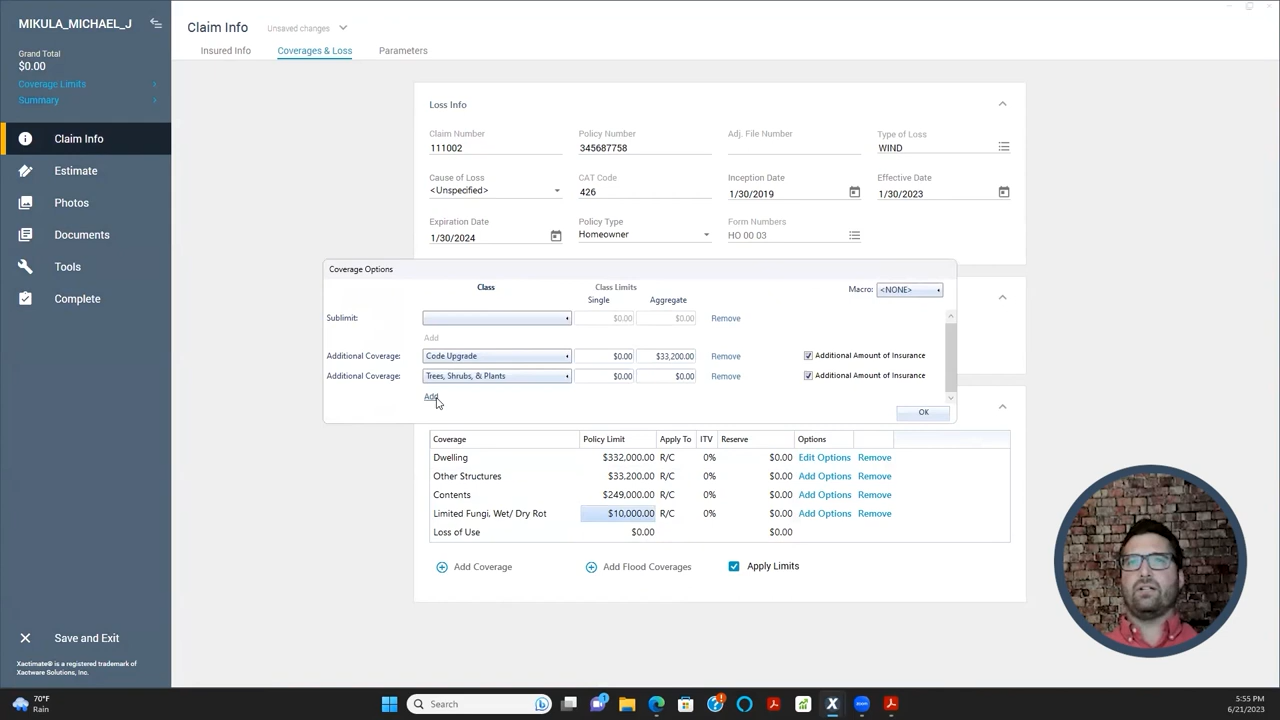 MIKULA_MICHAEL_J
Grand Total
$0.00
Coverage Limits
Summary
Claim Info
Estimate
Photos
Documents
Tools
Complete
Save and Exit
Xactimate® is a registered trademark of
Xactware Solutions, Inc.
Claim Info Unsaved changes
Insured Info Coverages & Loss Parameters
Loss Info
Claim Number Policy Number Adj. File Number Type of Loss
111002 345687758 WIND
Cause of Loss CAT Code Inception Date Effective Date
<Unspecified> 426 1/30/2019 1/30/2023
Expiration Date Policy Type Form Numbers
1/30/2024 Homeowner HO 00 03
Coverage Options
Class Class Limits Macro: <NONE>
Single Aggregate
Sublimit: $0.00 $0.00 Remove
Add
Additional Coverage: Code Upgrade $0.00 $33,200.00 Remove Additional Amount of Insurance
Additional Coverage: Trees, Shrubs, & Plants $0.00 $0.00 Remove Additional Amount of Insurance
Add
OK
Coverage Policy Limit Apply To ITV Reserve Options
Dwelling $332,000.00 R/C 0% $0.00 Edit Options Remove
Other Structures $33,200.00 R/C 0% $0.00 Add Options Remove
Contents $249,000.00 R/C 0% $0.00 Add Options Remove
Limited Fungi, Wet/ Dry Rot $10,000.00 R/C 0% $0.00 Add Options Remove
Loss of Use $0.00 $0.00
Add Coverage Add Flood Coverages Apply Limits
70°F
Rain
Search
5:55 PM
6/21/2023